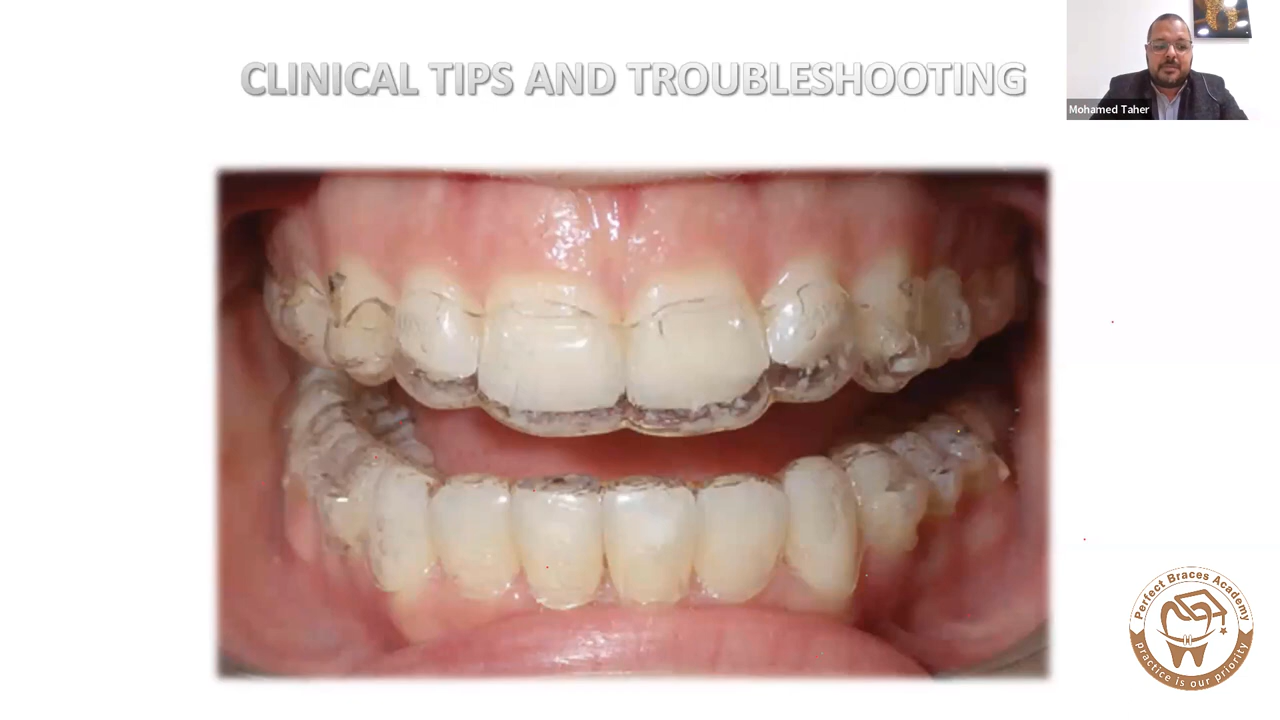 CLINICAL TIPS AND TROUBLESHOOTING
Mohamed Taher
Perfect Braces Academy
practice is our priority